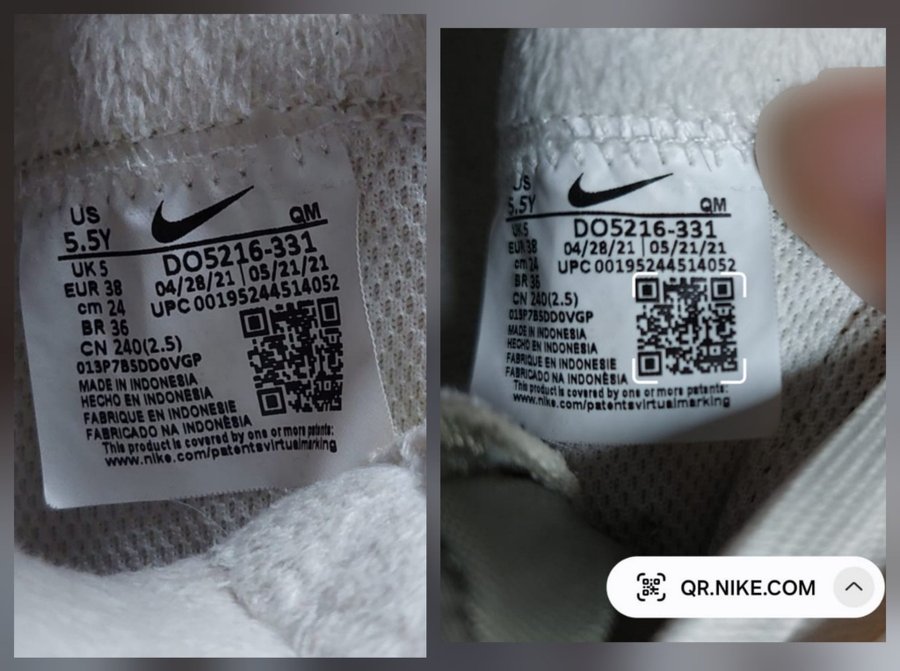 US
5.5Y
QM
UK 5
EUR 38
cm 24
BR 36
CN 240(2.5)
DO5216-331
04/28/21 | 05/21/21
UPC 00195244514052
013P7B5DD0VGP
MADE IN INDONESIA
HECHO EN INDONESIA
FABRIQUE EN INDONESIE
FABRICADO NA INDONÈSIA
This product is covered by one or more patents:
www.nike.com/patentsvirtualmarking
US
5.5Y
QM
UK 5
EUR 38
cm 24
BR 36
CN 240(2.5)
DO5216-331
04/28/21 | 05/21/21
UPC 00195244514052
013P7B5DD0VGP
MADE IN INDONESIA
HECHO EN INDONESIA
FABRIQUE EN INDONESIE
FABRICADO NA INDONÈSIA
This product is covered by one or more patents:
www.nike.com/patentsvirtualmarking
QR.NIKE.COM